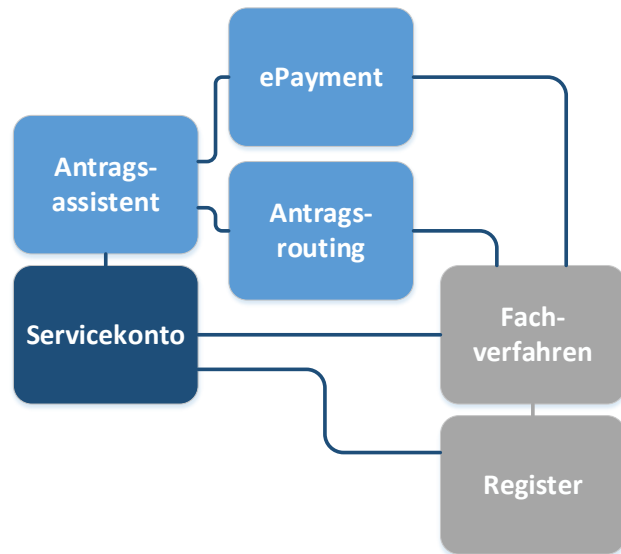 ePayment
Antrags-
assistent
Antrags-
routing
Servicekonto
Fach-
verfahren
Register